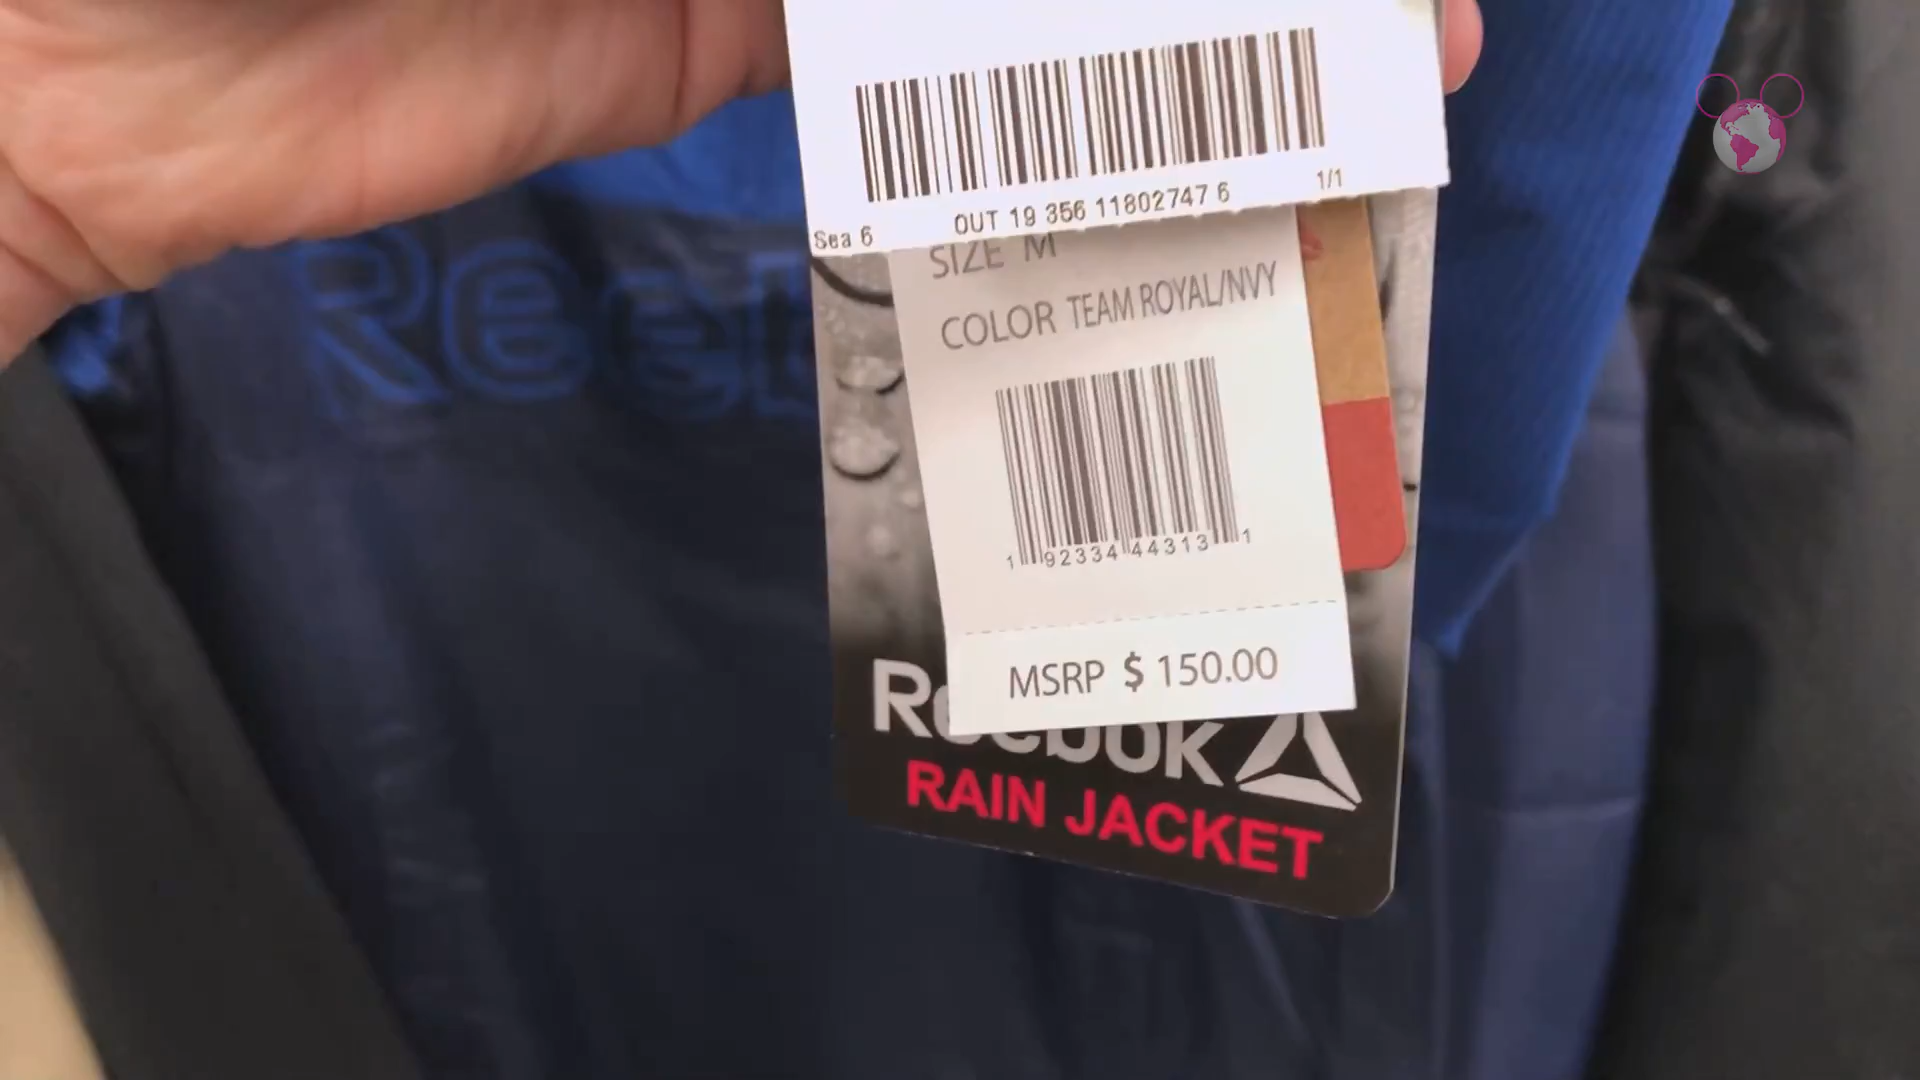 Sea 6 OUT 19 356 11802747 6 1/1
SIZE M
COLOR TEAM ROYAL/NVY
1 92334 44313 1
MSRP $ 150.00
Reebok
RAIN JACKET